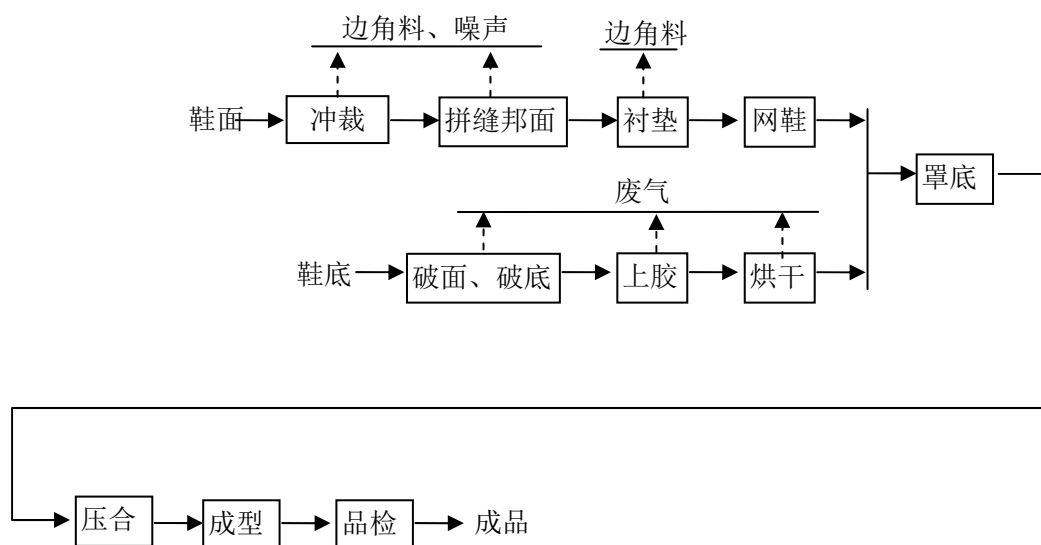 边角料、噪声 边角料
鞋面 冲裁 拼缝邦面 衬垫 网鞋
罩底
废气
鞋底 破面、破底 上胶 烘干
压合 成型 品检 成品